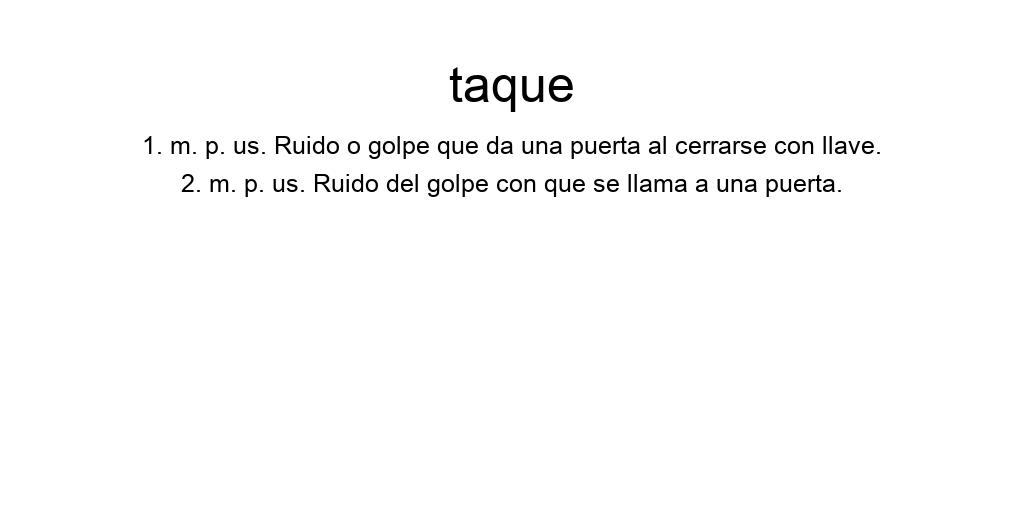 taque
1. m. p. us. Ruido o golpe que da una puerta al cerrarse con llave.
2. m. p. us. Ruido del golpe con que se llama a una puerta.